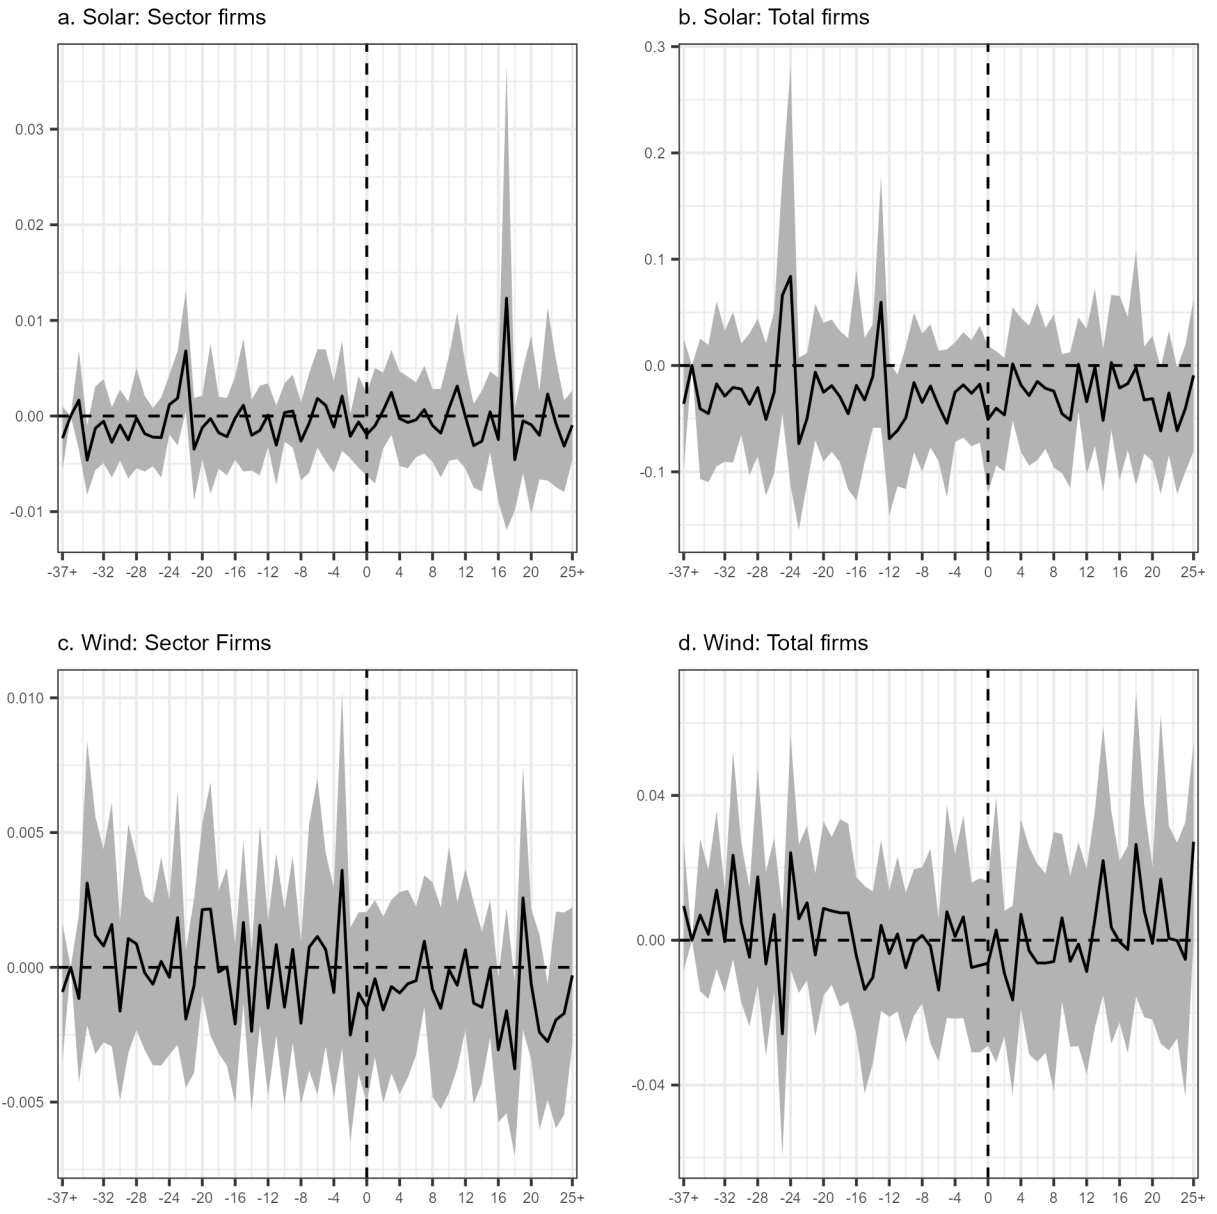 a. Solar: Sector firms
0.03
0.02
0.01
0.00
-0.01
-37+ -32 -28 -24 -20 -16 -12 -8 -4 0 4 8 12 16 20 25+
b. Solar: Total firms
0.3
0.2
0.1
0.0
-0.1
-37+ -32 -28 -24 -20 -16 -12 -8 -4 0 4 8 12 16 20 25+
c. Wind: Sector Firms
0.010
0.005
0.000
-0.005
-37+ -32 -28 -24 -20 -16 -12 -8 -4 0 4 8 12 16 20 25+
d. Wind: Total firms
0.04
0.00
-0.04
-37+ -32 -28 -24 -20 -16 -12 -8 -4 0 4 8 12 16 20 25+